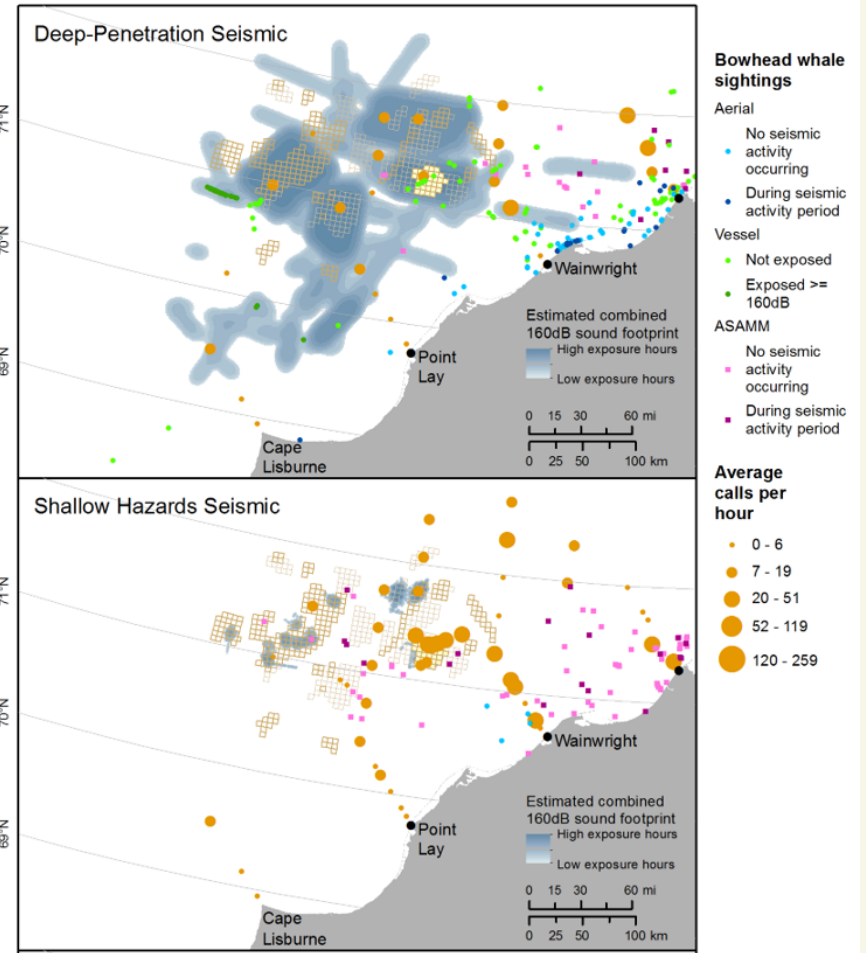 Deep-Penetration Seismic
71°N
70°N
69°N
Wainwright
Point
Lay
Cape
Lisburne
Estimated combined
160dB sound footprint
High exposure hours
Low exposure hours
0 15 30 60 mi
0 25 50 100 km
Shallow Hazards Seismic
71°N
70°N
69°N
Wainwright
Point
Lay
Cape
Lisburne
Estimated combined
160dB sound footprint
High exposure hours
Low exposure hours
0 15 30 60 mi
0 25 50 100 km
Bowhead whale
sightings
Aerial
No seismic
activity
occurring
During seismic
activity period
Vessel
Not exposed
Exposed >=
160dB
ASAMM
No seismic
activity
occurring
During seismic
activity period
Average
calls per
hour
0 - 6
7 - 19
20 - 51
52 - 119
120 - 259